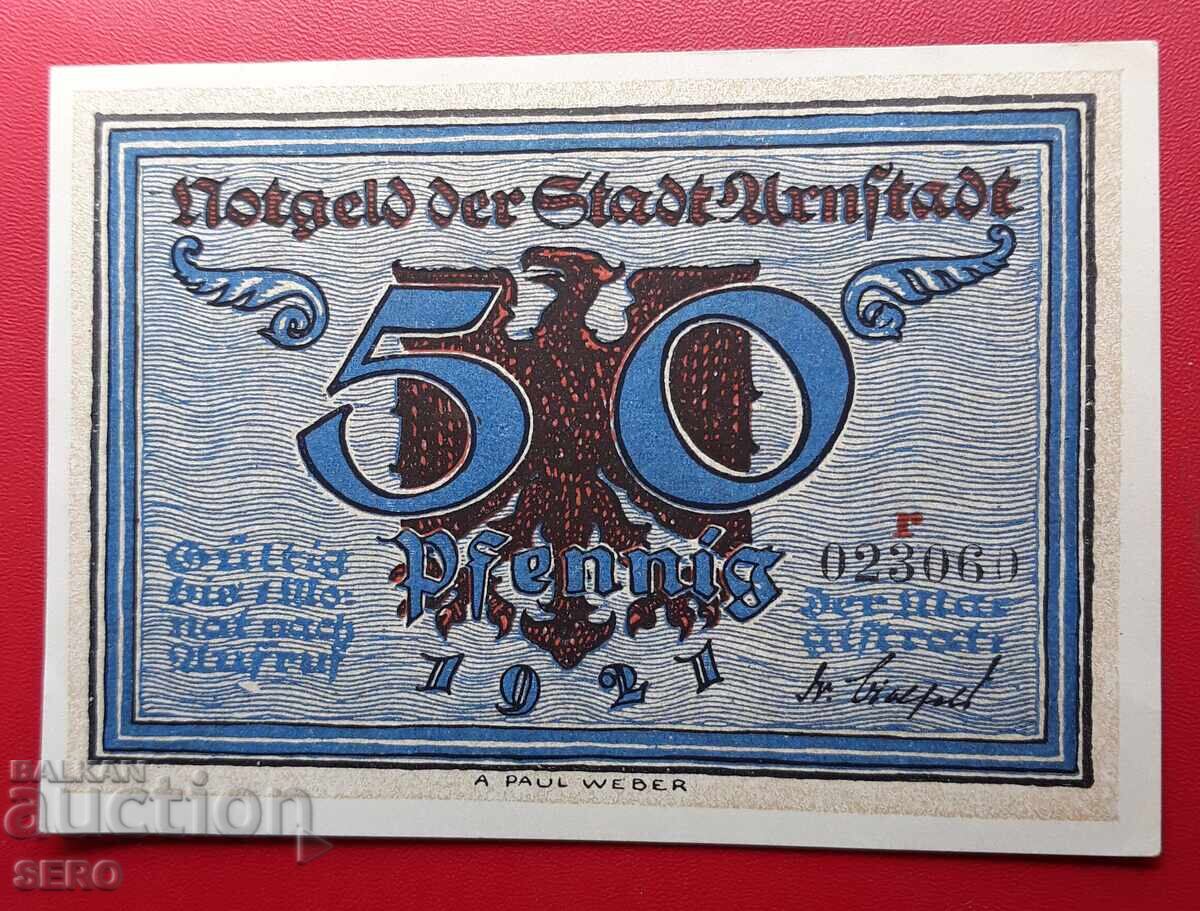 Notgeld der Stadt Arnstadt
50
Pfennig
1921
Gültig
bis 1 Mo-
nat nach
Aufruf
r
023060
der Mag
istrat:
Dr.
A PAUL WEBER
BALKAN
auction
SERO